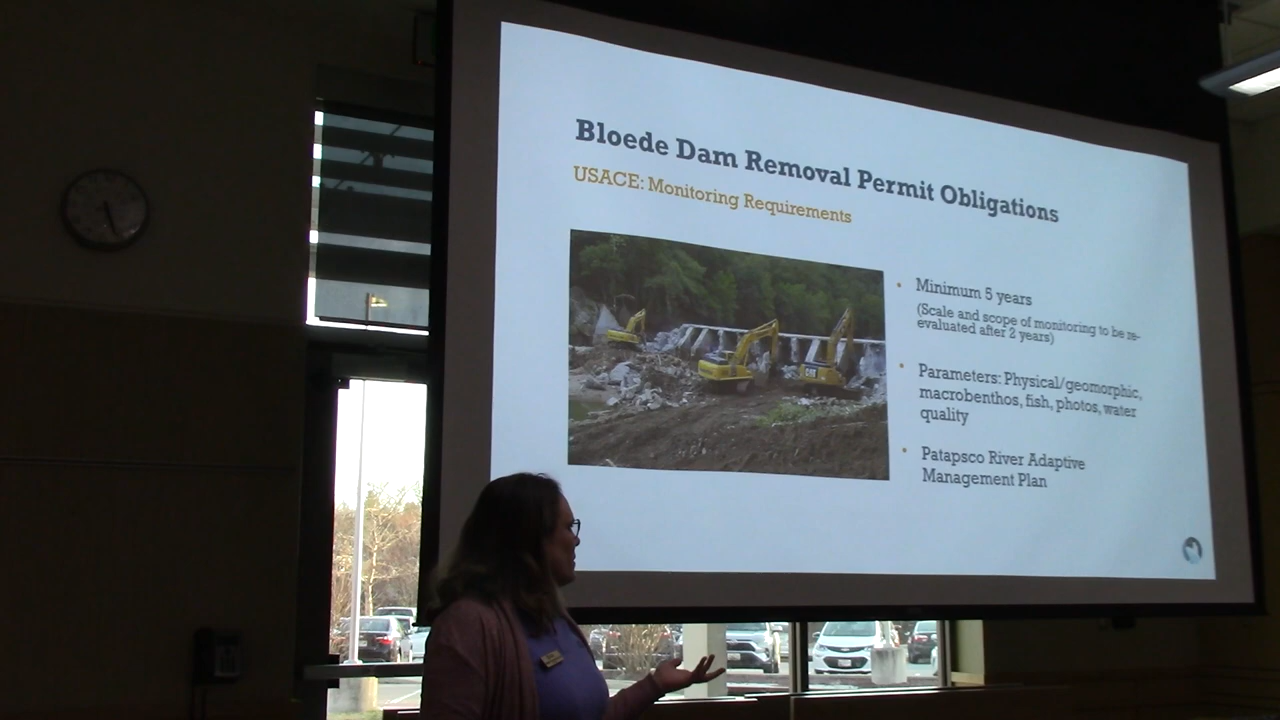 Bloede Dam Removal Permit Obligations
USACE: Monitoring Requirements
• Minimum 5 years
(Scale and scope of monitoring to be re-
evaluated after 2 years)
• Parameters: Physical/geomorphic,
macrobenthos, fish, photos, water
quality
• Patapsco River Adaptive
Management Plan
CAT